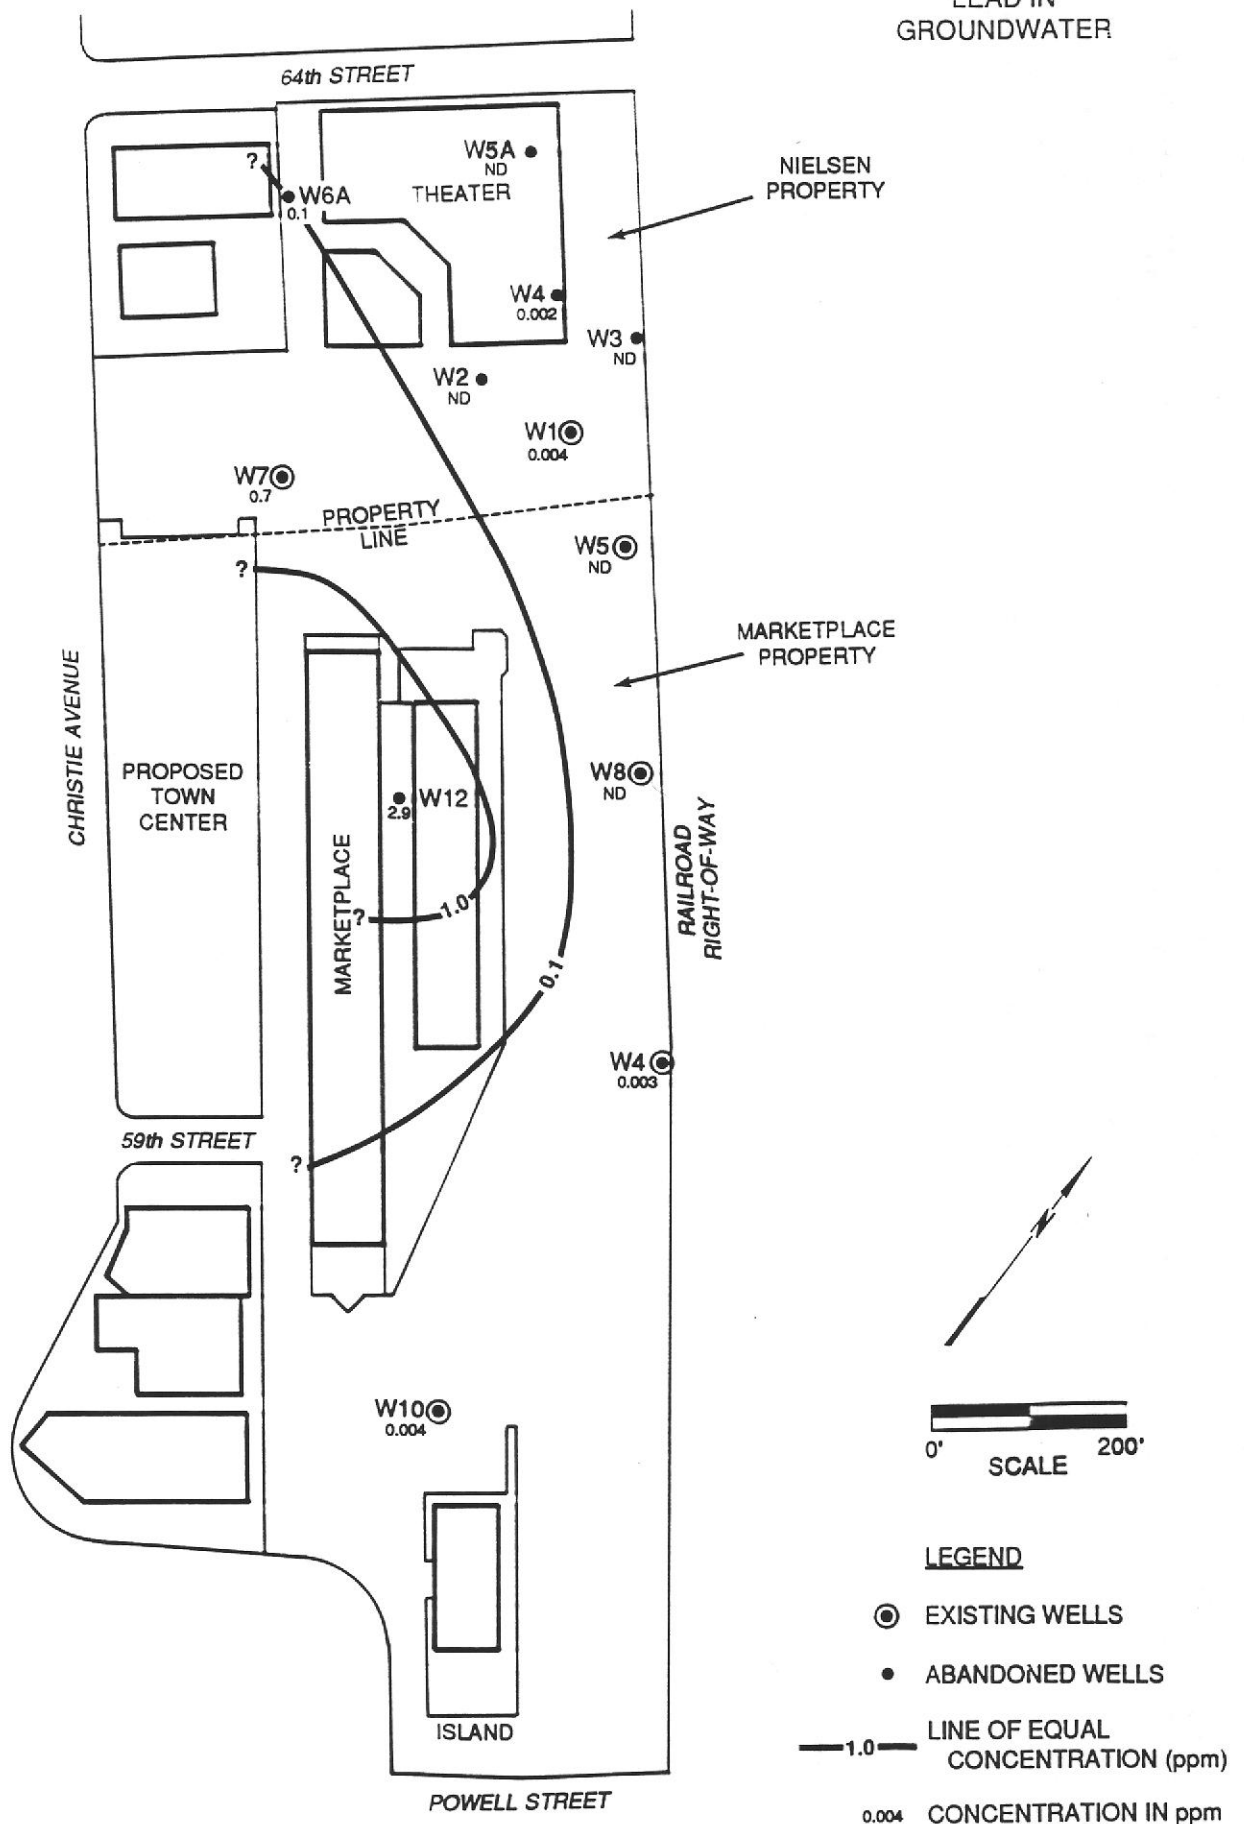 LEAD IN
GROUNDWATER
64th STREET
?
W6A
0.1
W5A
ND
THEATER
NIELSEN
PROPERTY
W4
0.002
W3
ND
W2
ND
W1
0.004
W7
0.7
PROPERTY
LINE
W5
ND
?
MARKETPLACE
PROPERTY
CHRISTIE AVENUE
PROPOSED
TOWN
CENTER
W8
ND
W12
2.9
MARKETPLACE
?
1.0
RAILROAD
RIGHT-OF-WAY
0.1
W4
0.003
59th STREET
?
N
W10
0.004
0'
200'
SCALE
LEGEND
EXISTING WELLS
ABANDONED WELLS
ISLAND
1.0
LINE OF EQUAL
CONCENTRATION (ppm)
POWELL STREET
0.004 CONCENTRATION IN ppm